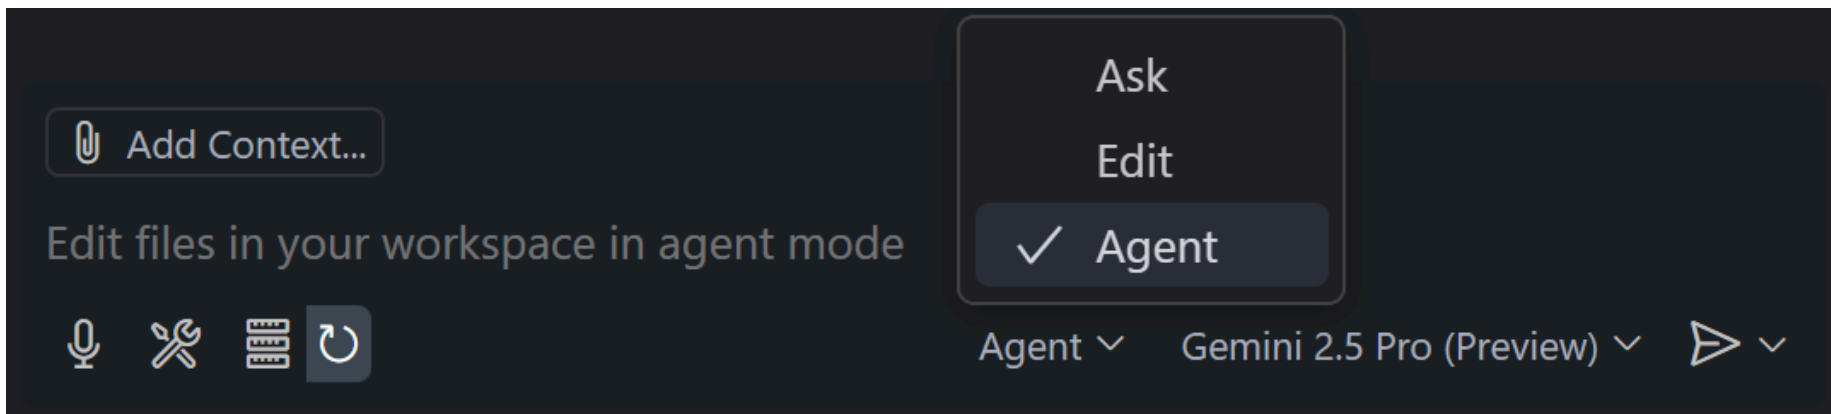 Ask
Edit
Agent
Add Context...
Edit files in your workspace in agent mode
Agent
Gemini 2.5 Pro (Preview)